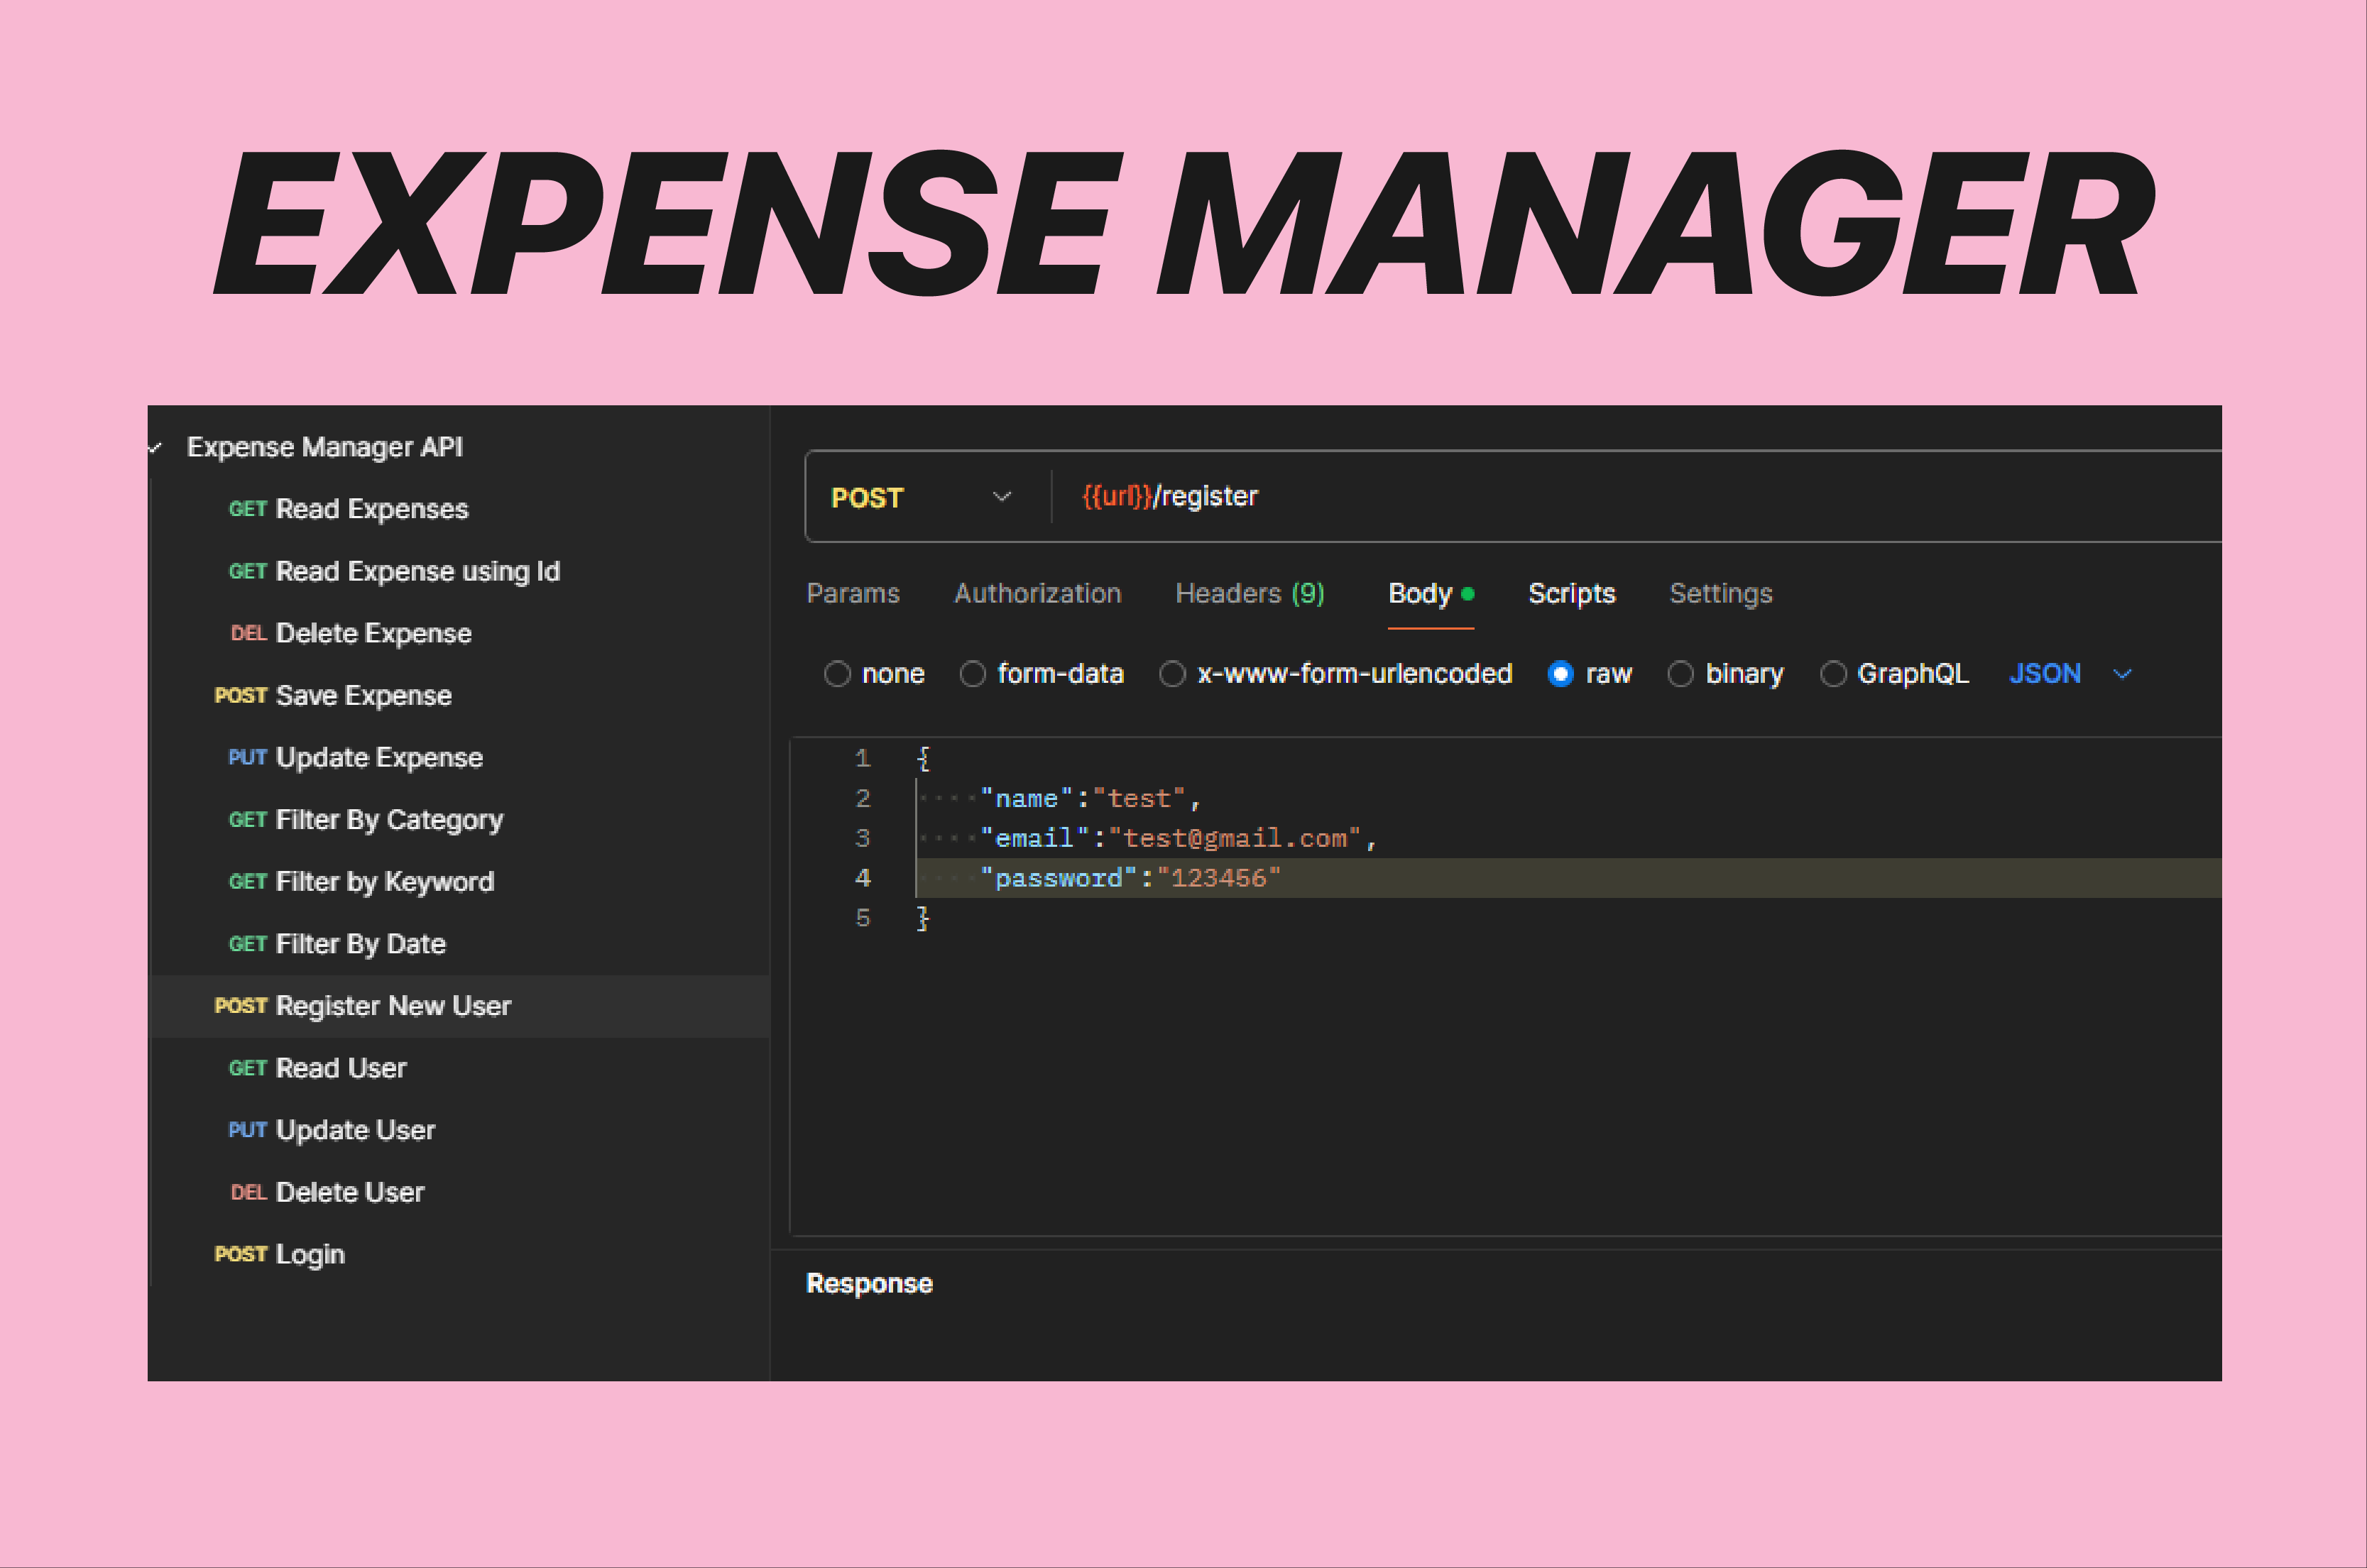 EXPENSE MANAGER
Expense Manager API
GET Read Expenses
GET Read Expense using Id
DEL Delete Expense
POST Save Expense
PUT Update Expense
GET Filter By Category
GET Filter by Keyword
GET Filter By Date
POST Register New User
GET Read User
PUT Update User
DEL Delete User
POST Login
POST {{url}}/register
Params Authorization Headers (9) Body Scripts Settings
none form-data x-www-form-urlencoded raw binary GraphQL JSON
1 {
2 "name":"test",
3 "email":"test@gmail.com",
4 "password":"123456"
5 }
Response